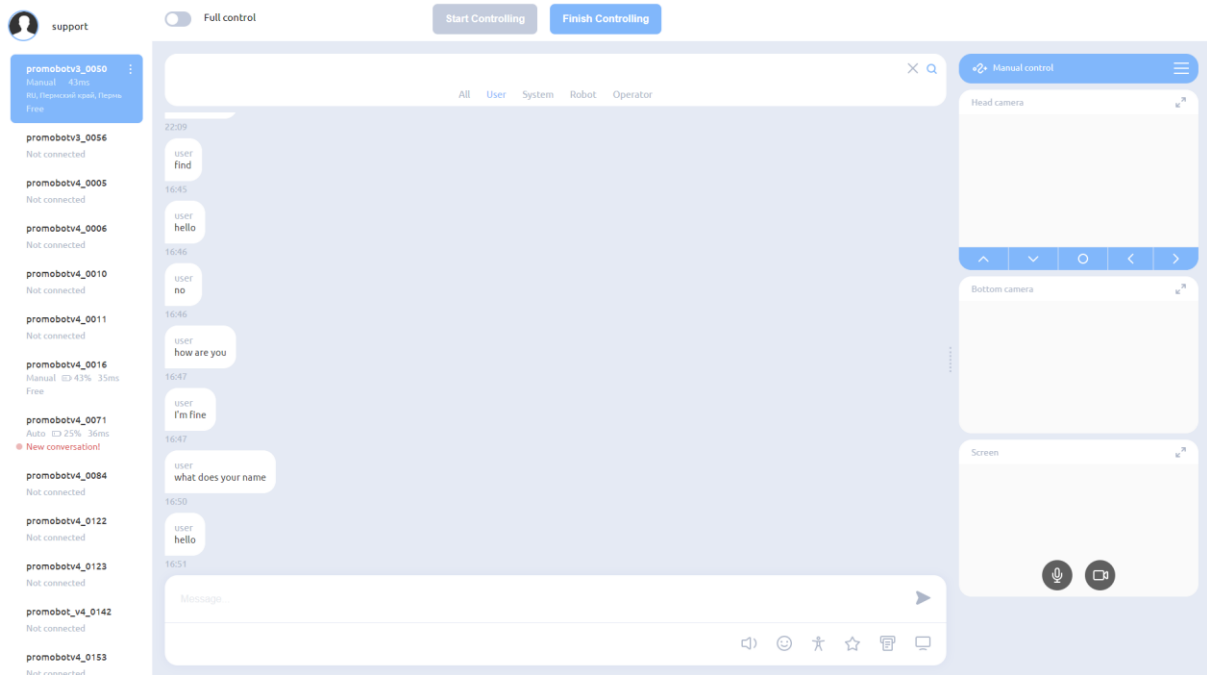 support
Full control
Start Controlling
Finish Controlling
promobotv3_0050
Manual 43ms
RU, Пермский край, Пермь
Free
promobotv3_0056
Not connected
promobotv4_0005
Not connected
promobotv4_0006
Not connected
promobotv4_0010
Not connected
promobotv4_0011
Not connected
promobotv4_0016
Manual 43% 35ms
Free
promobotv4_0071
Auto 25% 36ms
New conversation!
promobotv4_0084
Not connected
promobotv4_0122
Not connected
promobotv4_0123
Not connected
promobot_v4_0142
Not connected
promobotv4_0153
Not connected
All User System Robot Operator
22:09
user
find
16:45
user
hello
16:46
user
no
16:46
user
how are you
16:47
user
I'm fine
16:47
user
what does your name
16:50
user
hello
16:51
Message...
Manual control
Head camera
Bottom camera
Screen